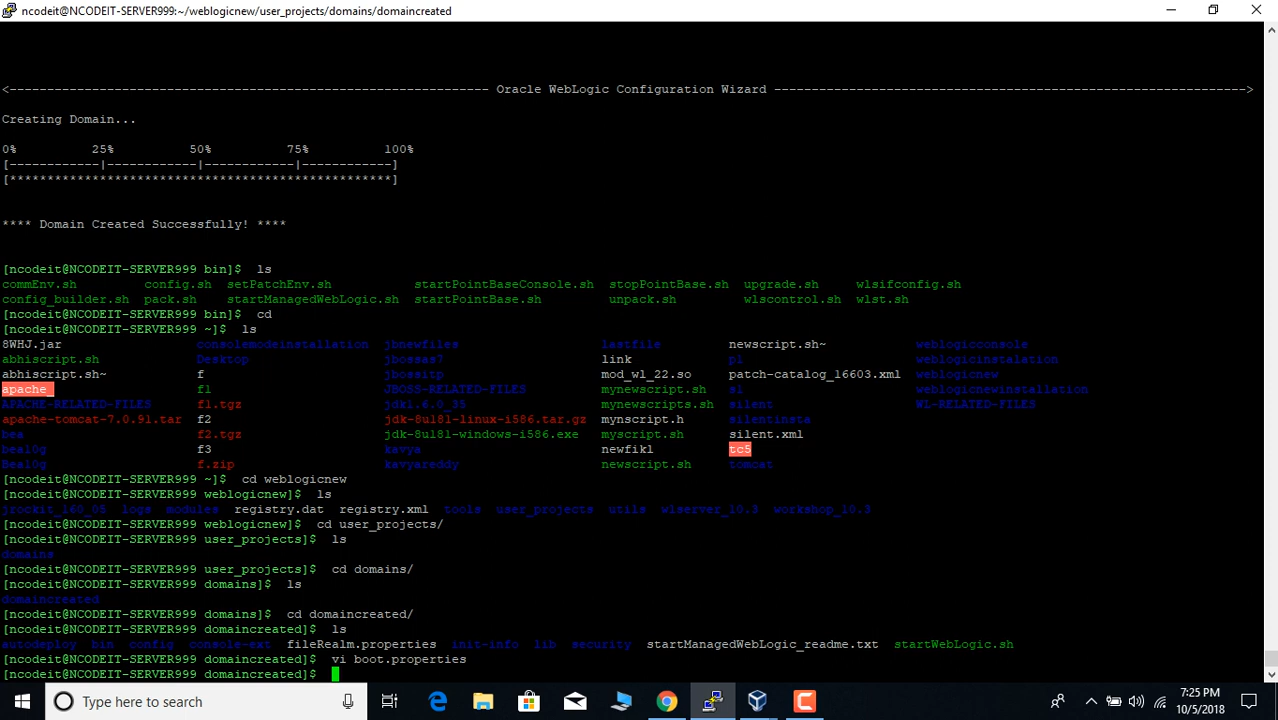 ncodeit@NCODEIT-SERVER999:~/weblogicnew/user_projects/domains/domaincreated
<---------------------------------------------------------------- Oracle WebLogic Configuration Wizard ---------------------------------------------------------------->
Creating Domain...
0% 25% 50% 75% 100%
[------------|------------|------------|------------]
[***************************************************]
**** Domain Created Successfully! ****
[ncodeit@NCODEIT-SERVER999 bin]$ ls
commEnv.sh config.sh setPatchEnv.sh startPointBaseConsole.sh stopPointBase.sh upgrade.sh wlsifconfig.sh
config_builder.sh pack.sh startManagedWebLogic.sh startPointBase.sh unpack.sh wlscontrol.sh wlst.sh
[ncodeit@NCODEIT-SERVER999 bin]$ cd
[ncodeit@NCODEIT-SERVER999 ~]$ ls
8WHJ.jar consolemodeinstallation jbnewfiles lastfile newscript.sh~ weblogicconsole
abhiscript.sh Desktop jbossas7 link p1 weblogicinstalation
abhiscript.sh~ f jbossitp mod_wl_22.so patch-catalog_16603.xml weblogicnew
apache_ f1 JBOSS-RELATED-FILES mynewscript.sh s1 weblogicnewinstallation
APACHE-RELATED-FILES f1.tgz jdk1.6.0_35 mynewscripts.sh silent WL-RELATED-FILES
apache-tomcat-7.0.91.tar f2 jdk-8u181-linux-i586.tar.gz mynscript.h silentinsta
bea f2.tgz jdk-8u181-windows-i586.exe myscript.sh silent.xml
bea10g f3 kavya newfikl tc5
Bea10g f.zip kavyareddy newscript.sh tomcat
[ncodeit@NCODEIT-SERVER999 ~]$ cd weblogicnew
[ncodeit@NCODEIT-SERVER999 weblogicnew]$ ls
jrockit_160_05 logs modules registry.dat registry.xml tools user_projects utils wlserver_10.3 workshop_10.3
[ncodeit@NCODEIT-SERVER999 weblogicnew]$ cd user_projects/
[ncodeit@NCODEIT-SERVER999 user_projects]$ ls
domains
[ncodeit@NCODEIT-SERVER999 user_projects]$ cd domains/
[ncodeit@NCODEIT-SERVER999 domains]$ ls
domaincreated
[ncodeit@NCODEIT-SERVER999 domains]$ cd domaincreated/
[ncodeit@NCODEIT-SERVER999 domaincreated]$ ls
autodeploy bin config console-ext fileRealm.properties init-info lib security startManagedWebLogic_readme.txt startWebLogic.sh
[ncodeit@NCODEIT-SERVER999 domaincreated]$ vi boot.properties
[ncodeit@NCODEIT-SERVER999 domaincreated]$
Type here to search
7:25 PM
10/5/2018